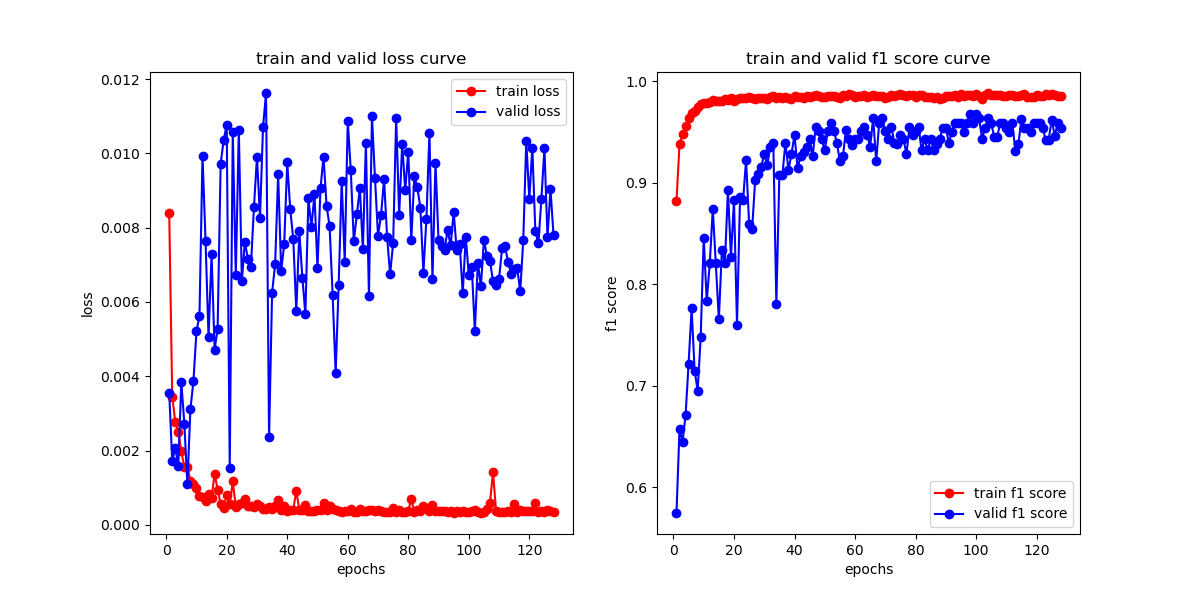 train and valid loss curve
train and valid f1 score curve
0.012
0.010
0.008
0.006
0.004
0.002
0.000
loss
train loss
valid loss
0
20
40
60
80
100
120
epochs
1.0
0.9
0.8
0.7
0.6
f1 score
train f1 score
valid f1 score
0
20
40
60
80
100
120
epochs